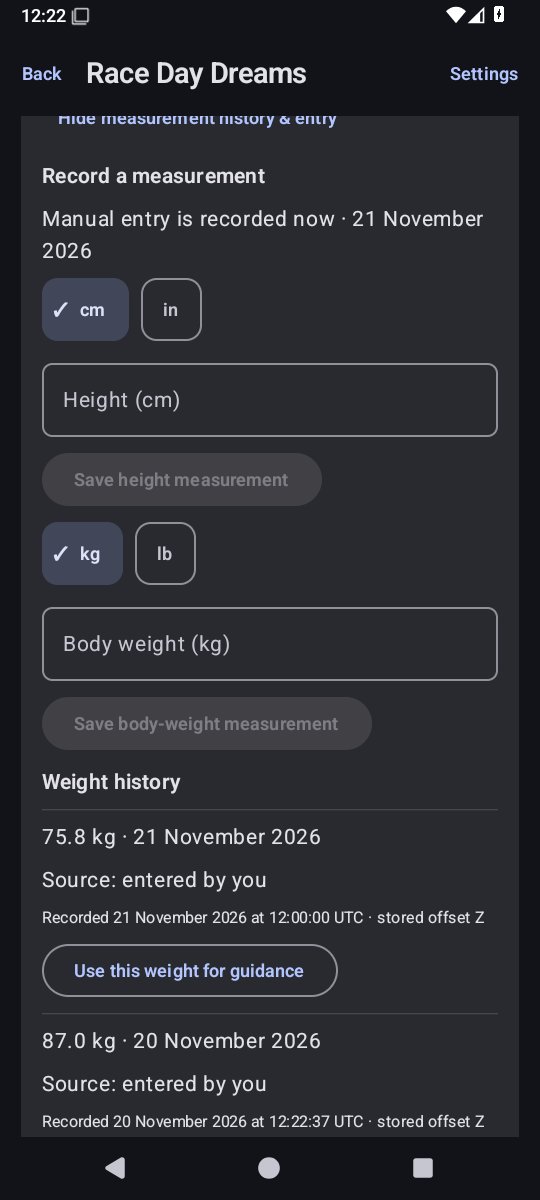 12:22
Back Race Day Dreams Settings
Hide measurement history & entry
Record a measurement
Manual entry is recorded now · 21 November
2026
✓ cm in
Height (cm)
Save height measurement
✓ kg lb
Body weight (kg)
Save body-weight measurement
Weight history
75.8 kg · 21 November 2026
Source: entered by you
Recorded 21 November 2026 at 12:00:00 UTC · stored offset Z
Use this weight for guidance
87.0 kg · 20 November 2026
Source: entered by you
Recorded 20 November 2026 at 12:22:37 UTC · stored offset Z